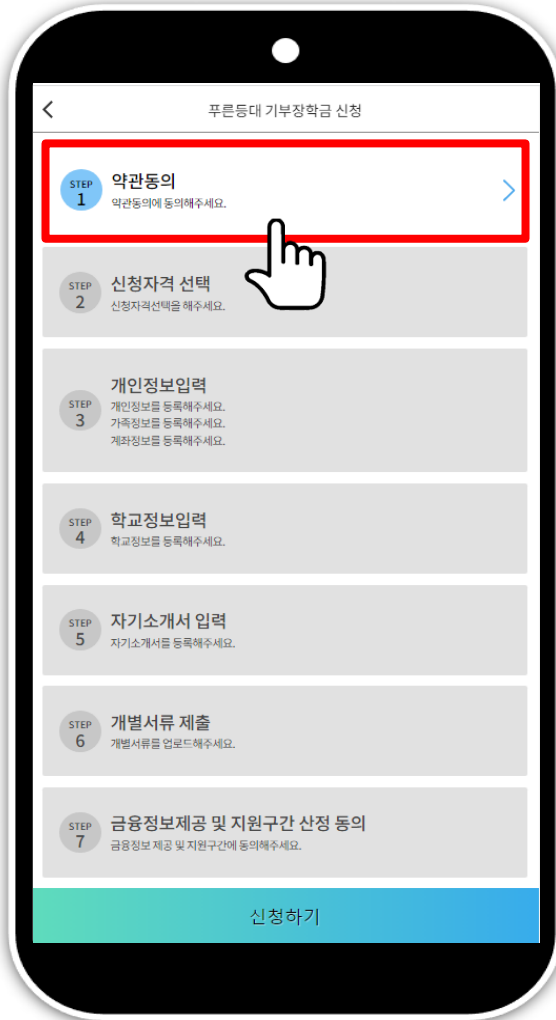 푸른등대 기부장학금 신청
STEP
1
약관동의
약관동의에 동의해주세요.
STEP
2
신청자격 선택
신청자격선택을 해주세요.
STEP
3
개인정보입력
개인정보를 등록해주세요.
가족정보를 등록해주세요.
계좌정보를 등록해주세요.
STEP
4
학교정보입력
학교정보를 등록해주세요.
STEP
5
자기소개서 입력
자기소개서를 등록해주세요.
STEP
6
개별서류 제출
개별서류를 업로드해주세요.
STEP
7
금융정보제공 및 지원구간 산정 동의
금융정보 제공 및 지원구간에 동의해주세요.
신청하기